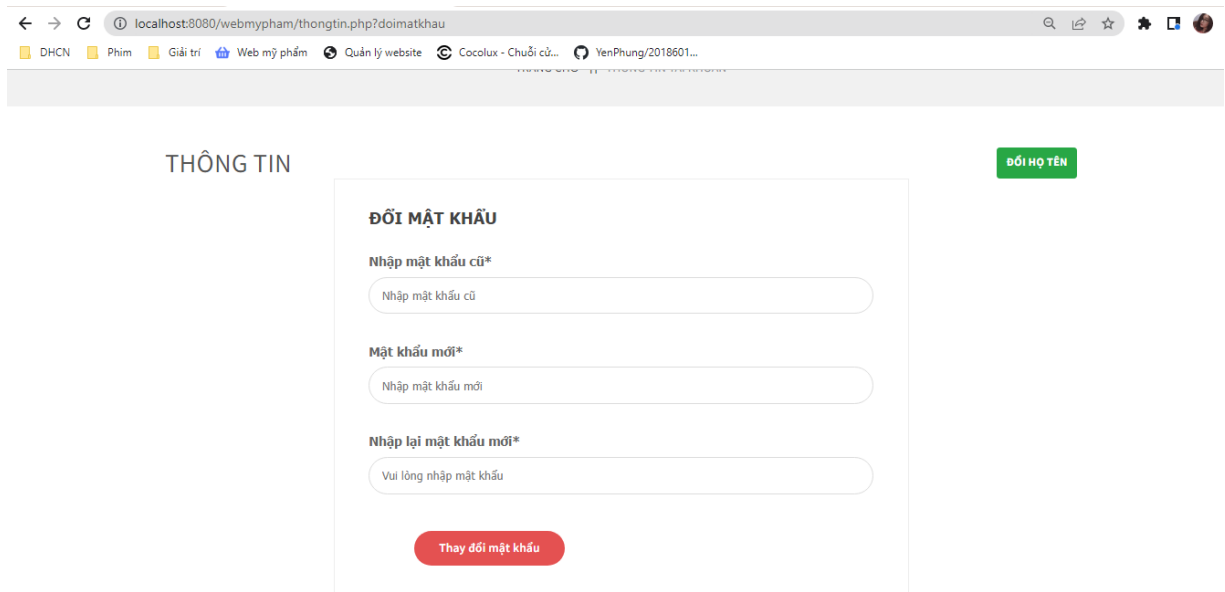 localhost:8080/webmypham/thongtin.php?doimatkhau
DHCN Phim Giải trí Web mỹ phẩm Quản lý website Cocolux - Chuỗi cử... YenPhung/2018601...
THÔNG TIN
ĐỔI HỌ TÊN
ĐỔI MẬT KHẨU
Nhập mật khẩu cũ*
Nhập mật khẩu cũ
Mật khẩu mới*
Nhập mật khẩu mới
Nhập lại mật khẩu mới*
Vui lòng nhập mật khẩu
Thay đổi mật khẩu